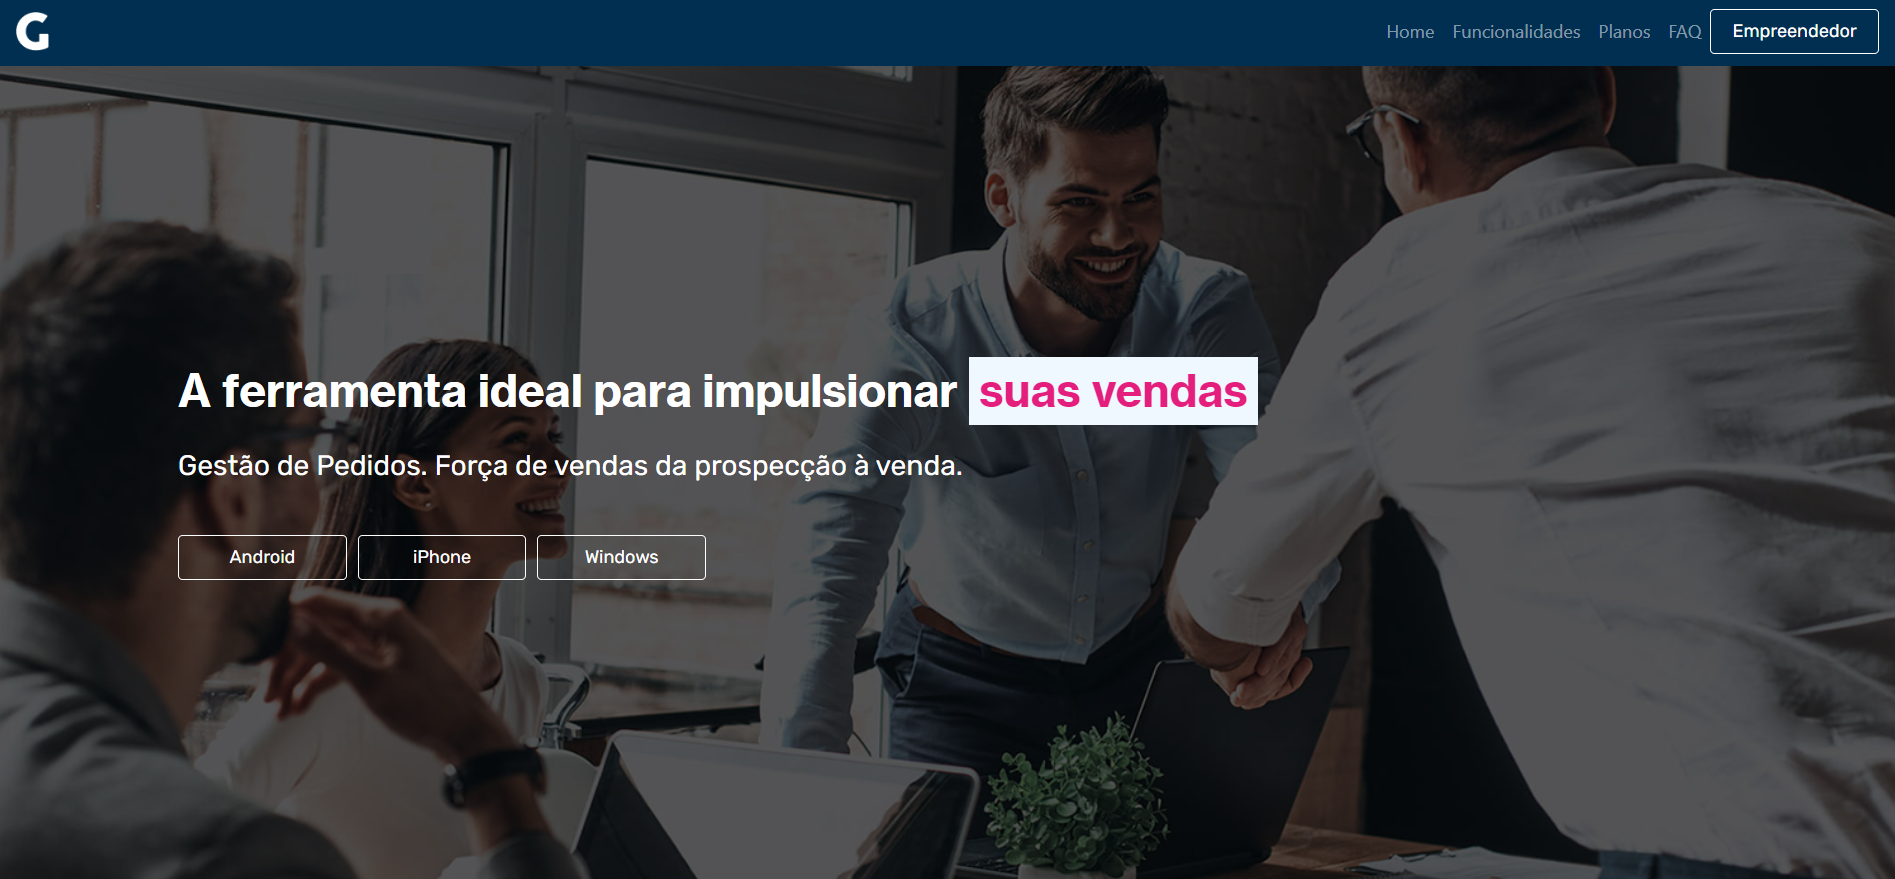 G
Home Funcionalidades Planos FAQ Empreendedor
A ferramenta ideal para impulsionar suas vendas
Gestão de Pedidos. Força de vendas da prospecção à venda.
Android iPhone Windows